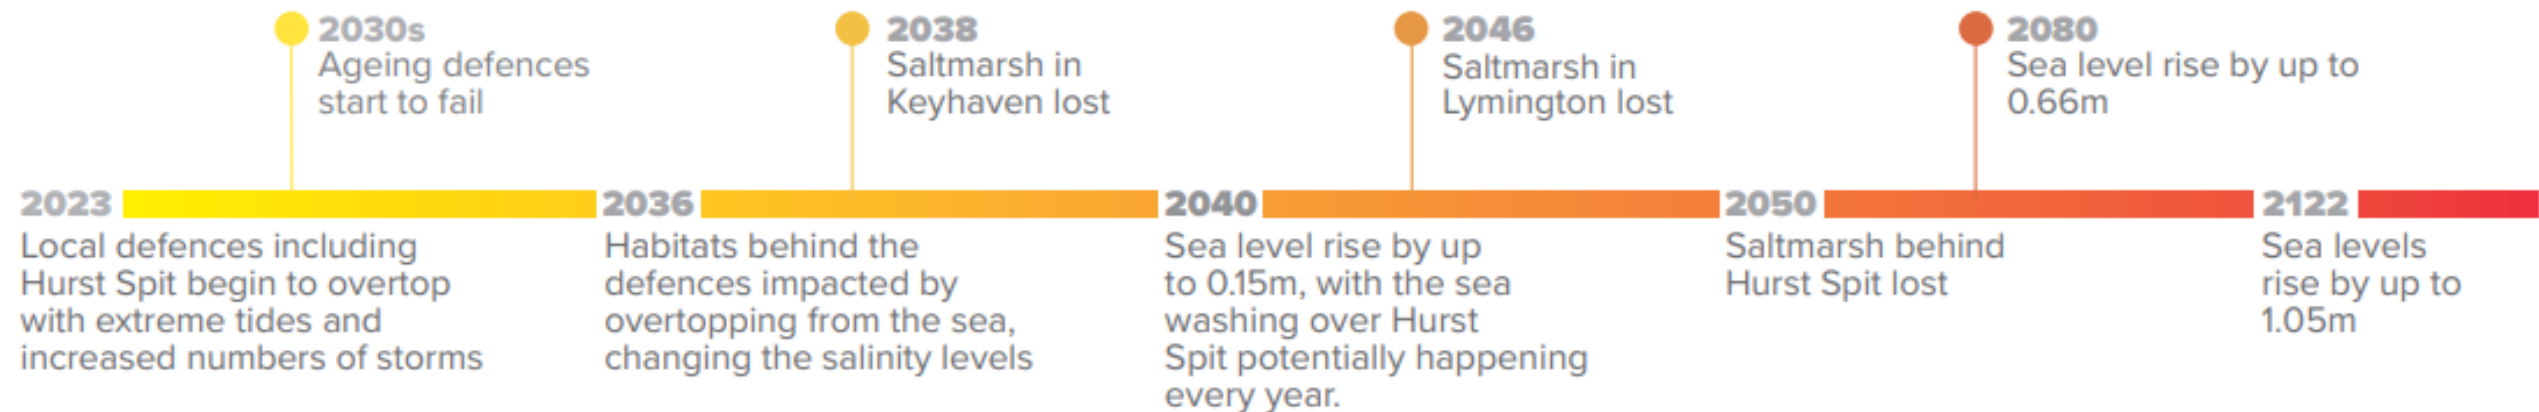 2030s
Ageing defences
start to fail
2038
Saltmarsh in
Keyhaven lost
2046
Saltmarsh in
Lymington lost
2080
Sea level rise by up to
0.66m
2023
Local defences including
Hurst Spit begin to overtop
with extreme tides and
increased numbers of storms
2036
Habitats behind the
defences impacted by
overtopping from the sea,
changing the salinity levels
2040
Sea level rise by up
to 0.15m, with the sea
washing over Hurst
Spit potentially happening
every year.
2050
Saltmarsh behind
Hurst Spit lost
2122
Sea levels
rise by up to
1.05m